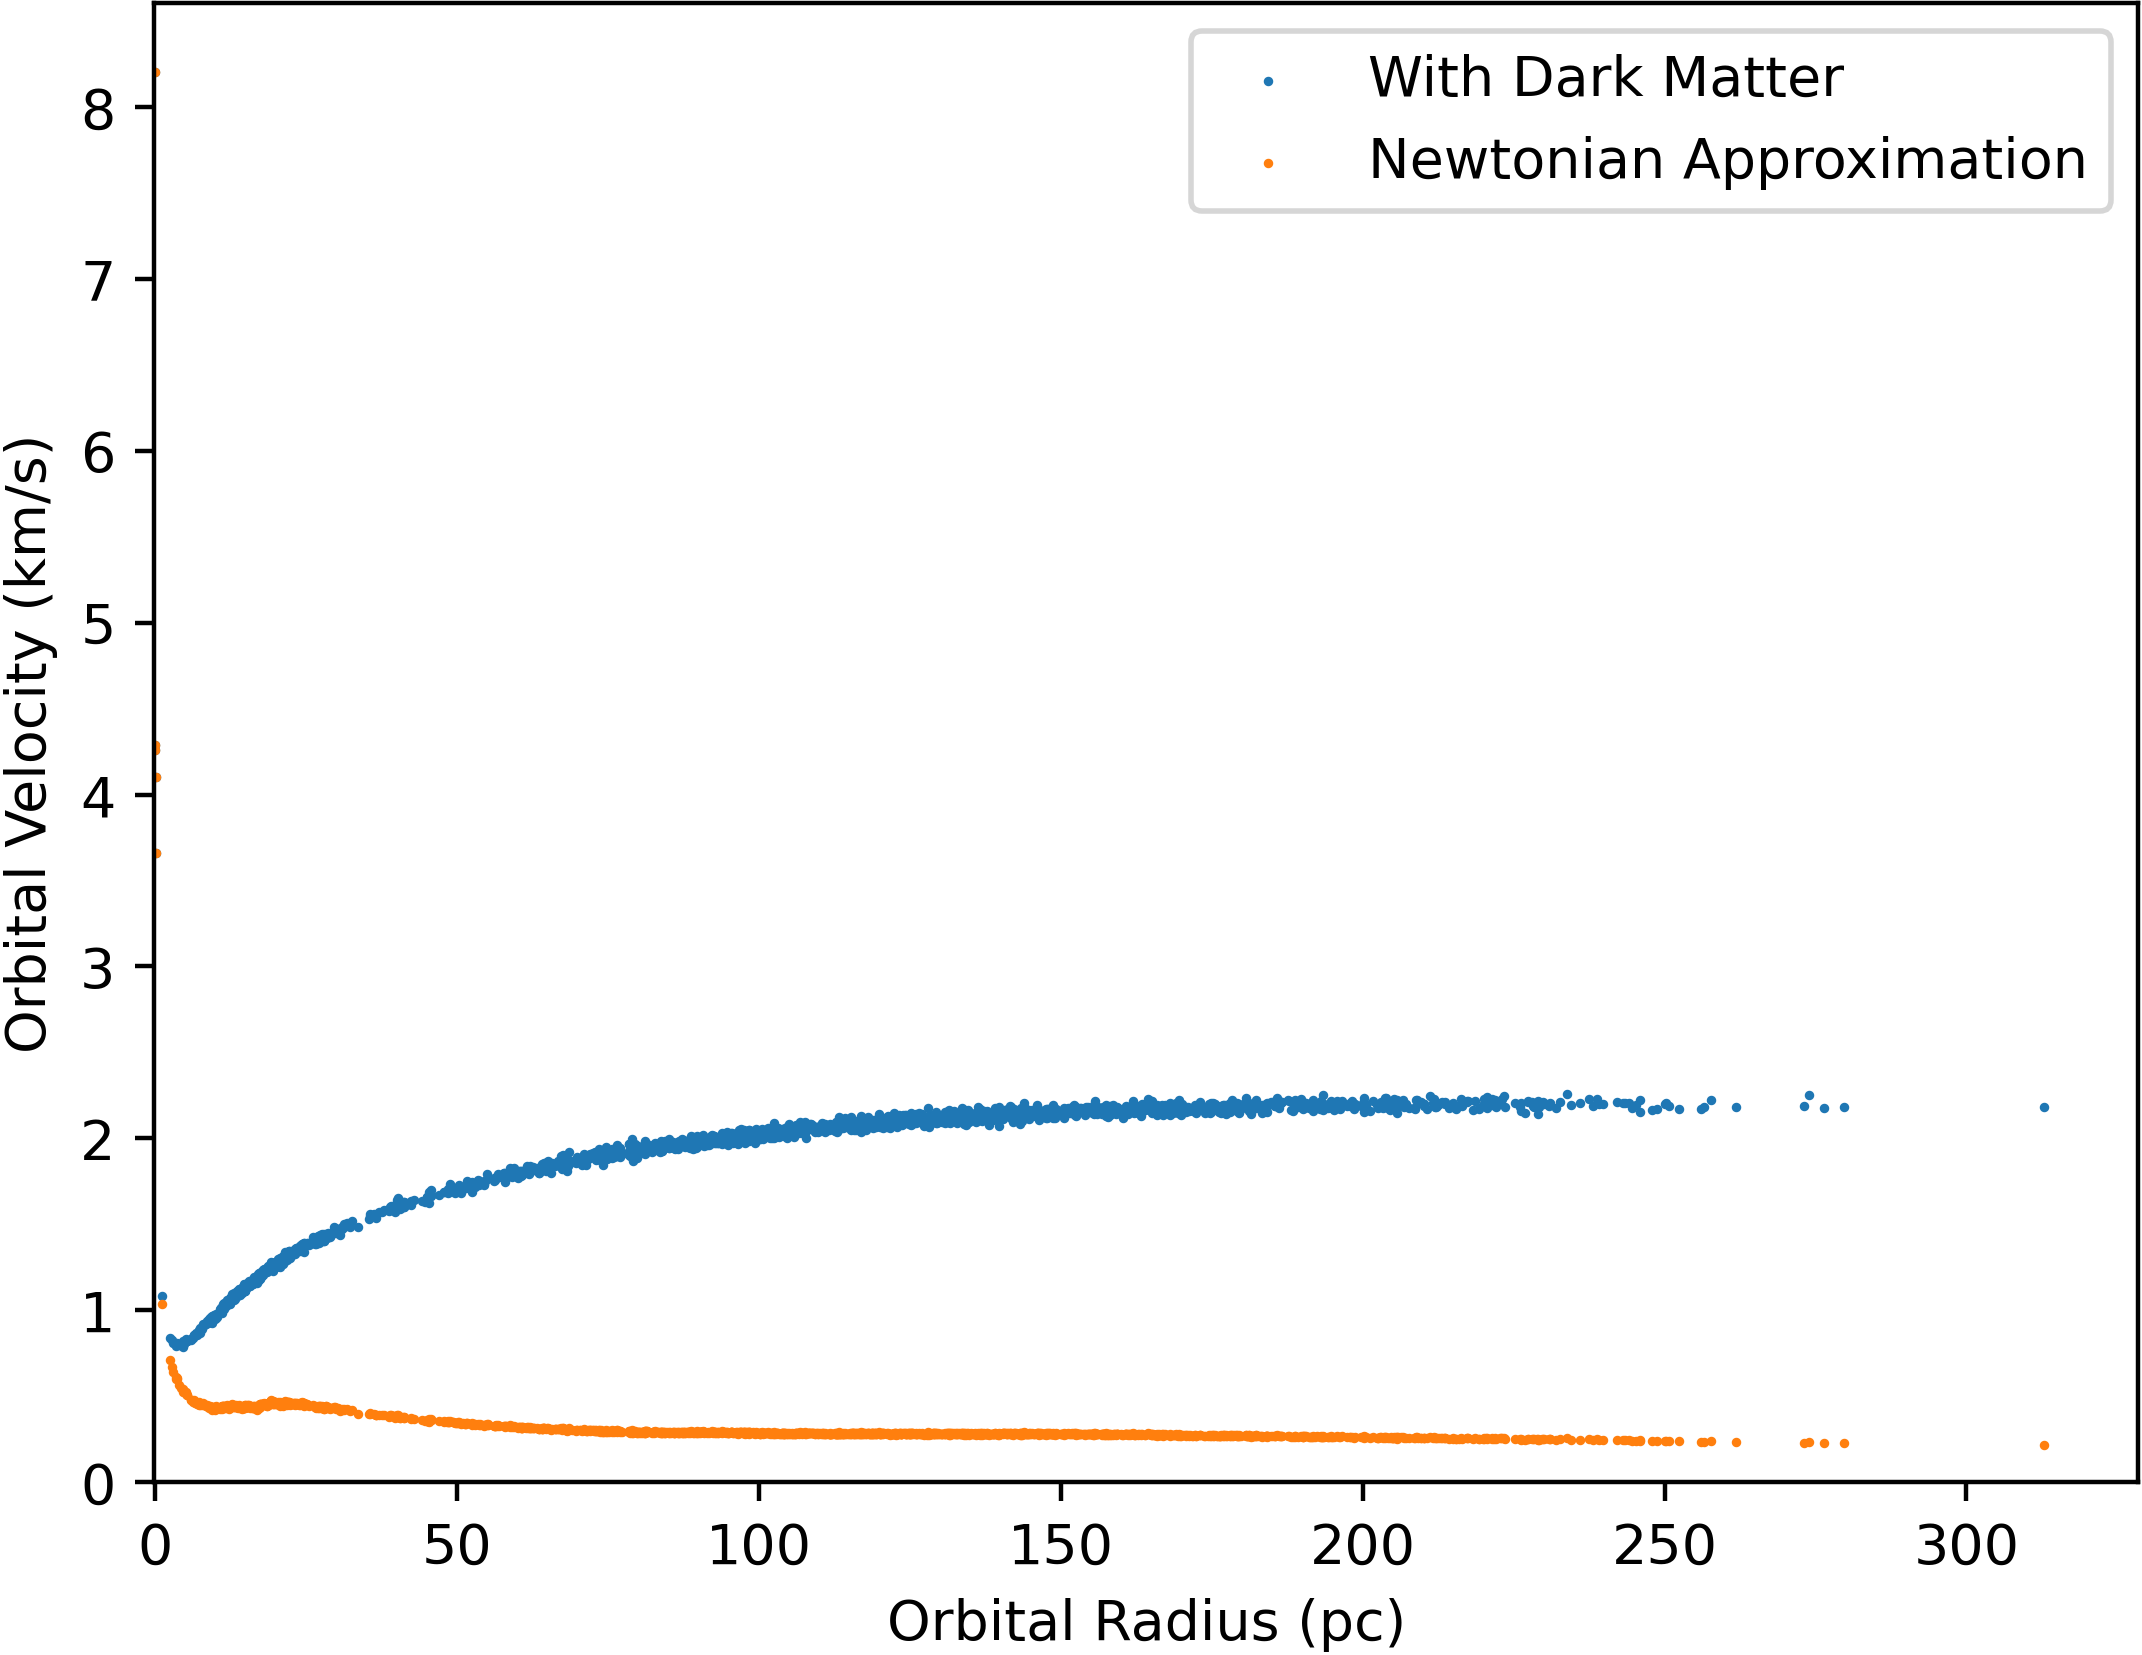 With Dark Matter
Newtonian Approximation
8
7
6
5
4
3
2
1
0
Orbital Velocity (km/s)
0 50 100 150 200 250 300
Orbital Radius (pc)